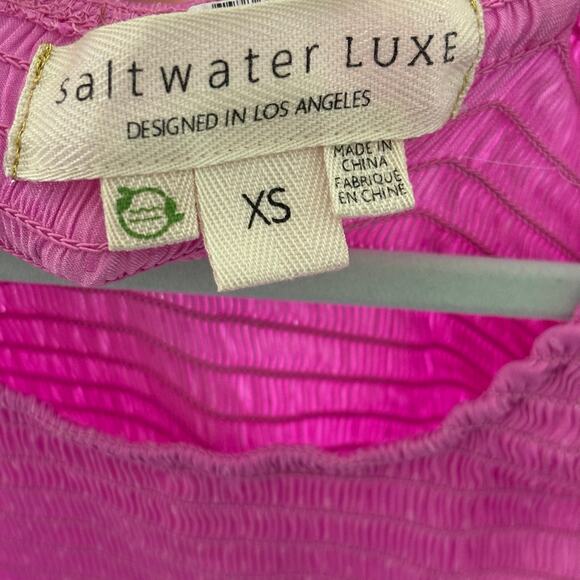 saltwater LUXE
DESIGNED IN LOS ANGELES
XS
MADE IN
CHINA
FABRIQUÉ
EN CHINE